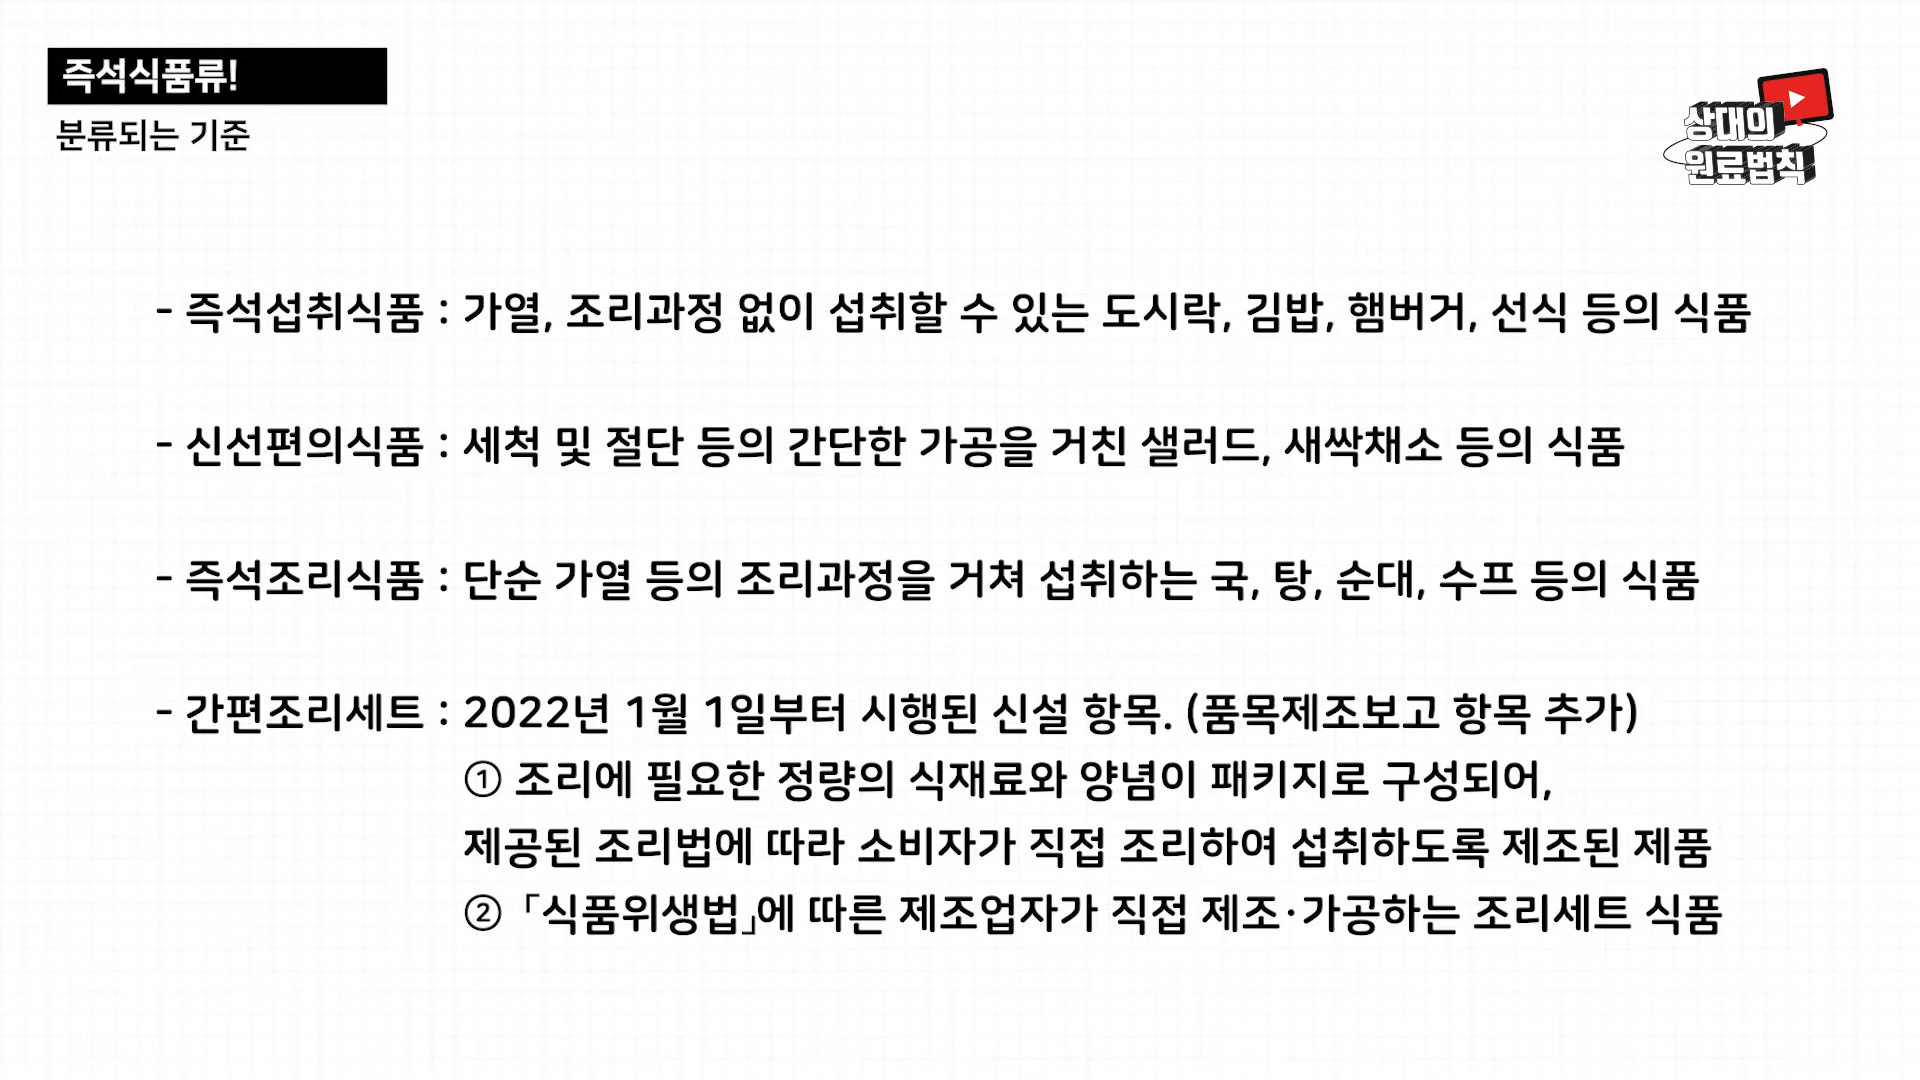 즉석식품류!
분류되는 기준
상대의
원료법칙
- 즉석섭취식품 : 가열, 조리과정 없이 섭취할 수 있는 도시락, 김밥, 햄버거, 선식 등의 식품
- 신선편의식품 : 세척 및 절단 등의 간단한 가공을 거친 샐러드, 새싹채소 등의 식품
- 즉석조리식품 : 단순 가열 등의 조리과정을 거쳐 섭취하는 국, 탕, 순대, 수프 등의 식품
- 간편조리세트 : 2022년 1월 1일부터 시행된 신설 항목. (품목제조보고 항목 추가)
① 조리에 필요한 정량의 식재료와 양념이 패키지로 구성되어,
제공된 조리법에 따라 소비자가 직접 조리하여 섭취하도록 제조된 제품
② 「식품위생법」에 따른 제조업자가 직접 제조·가공하는 조리세트 식품